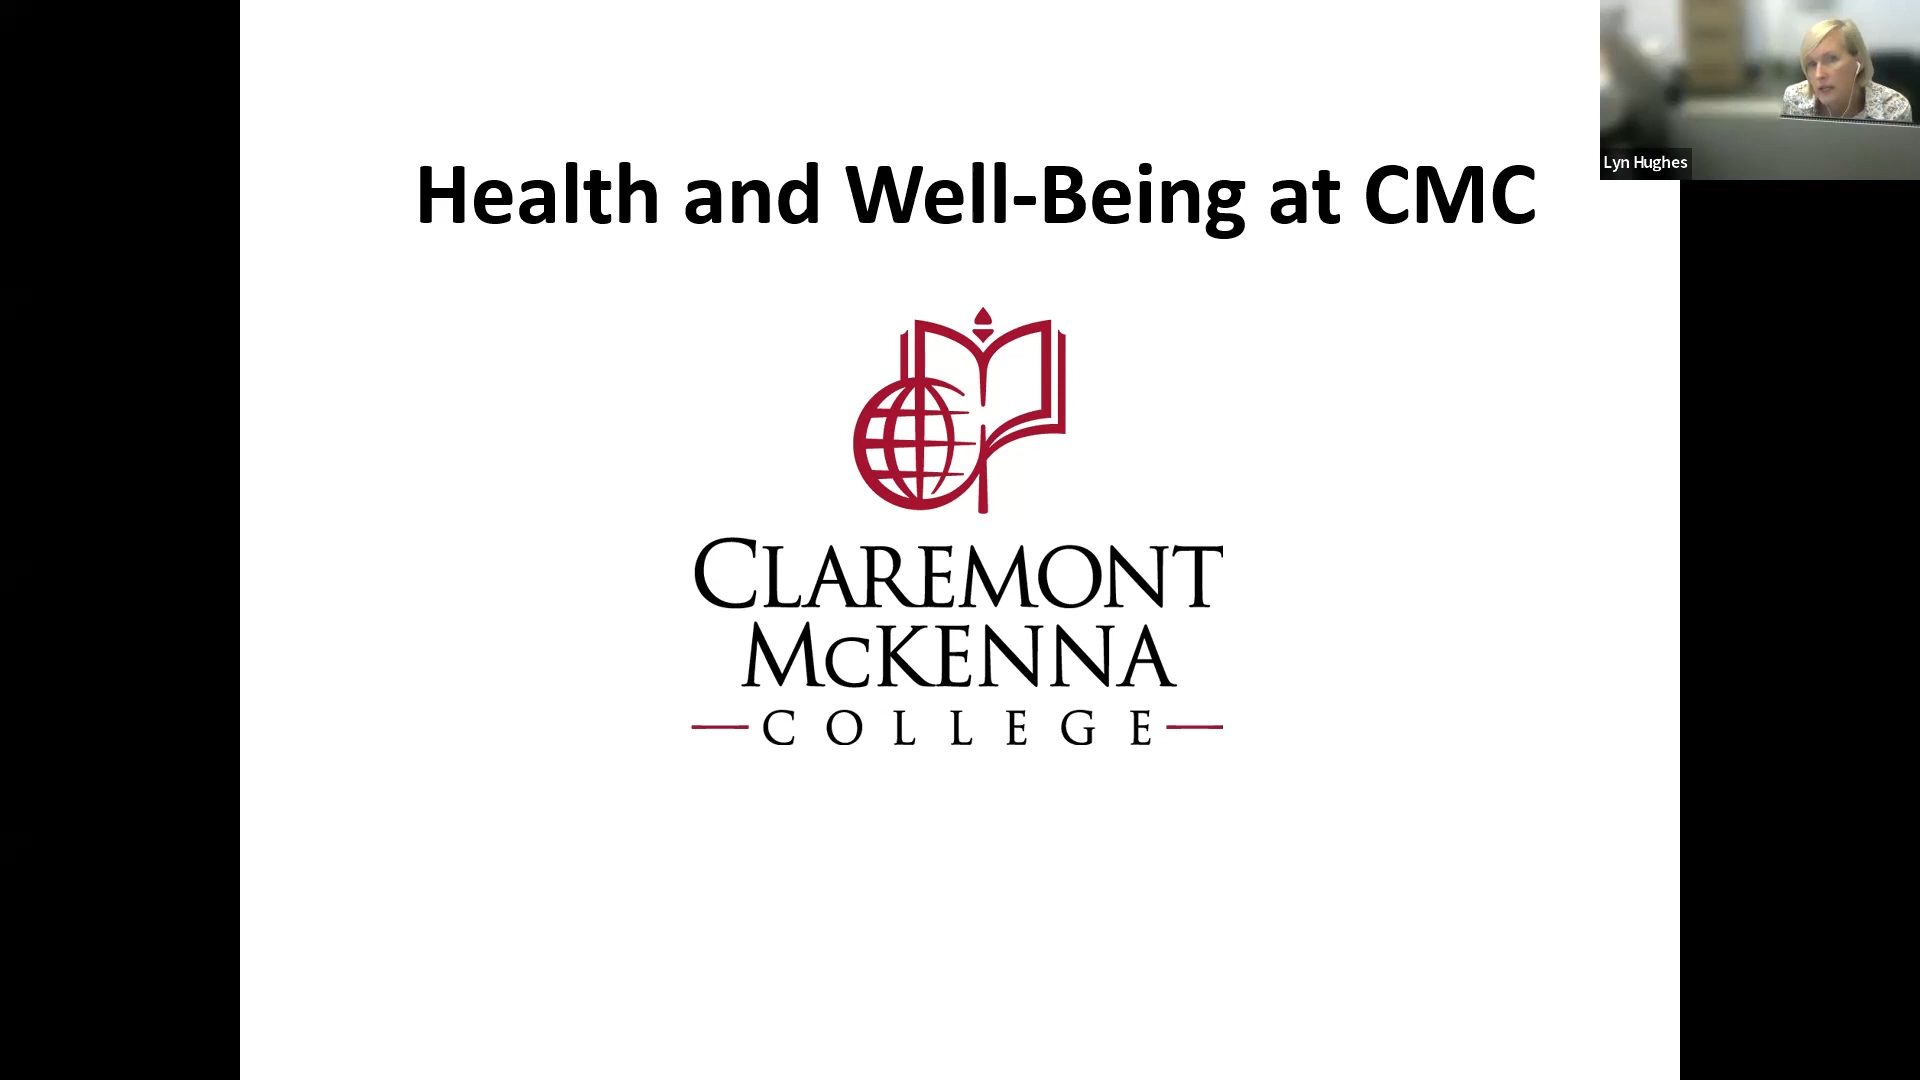 Health and Well-Being at CMC
Lyn Hughes
CLAREMONT
McKENNA
COLLEGE